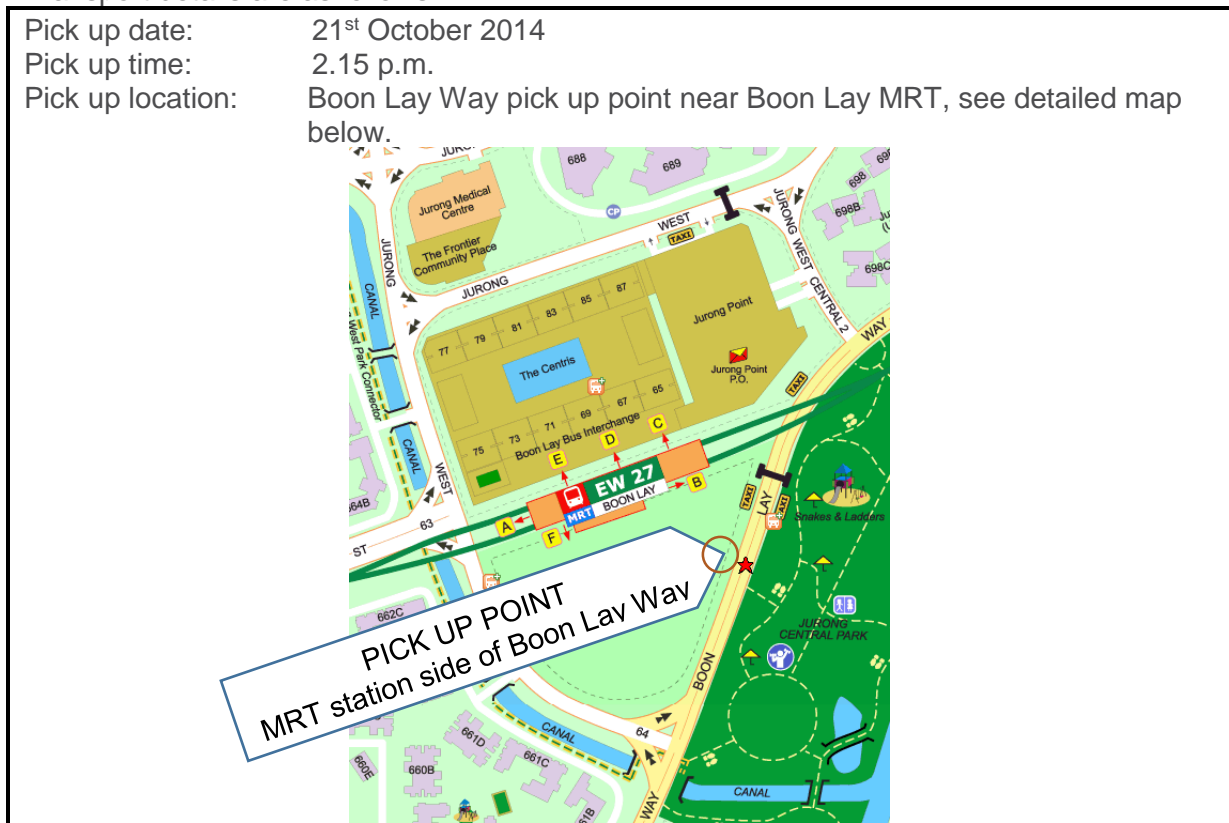 Pick up date: 21st October 2014
Pick up time: 2.15 p.m.
Pick up location: Boon Lay Way pick up point near Boon Lay MRT, see detailed map
below.
688
689
698
698B
698C
CP
Jurong Medical
Centre
The Frontier
Community Place
WEST
TAXI
JURONG
JURONG
JURONG WEST CENTRAL 2
WAY
CANAL
West Park Connector
CANAL
WEST
77
79
81
83
85
87
The Centris
Jurong Point
Jurong Point
P.O.
TAXI
75
73
71
69
67
65
Boon Lay Bus Interchange
E
D
C
EW 27
BOON LAY
MRT
A
B
F
64B
63
ST
TAXI
LAY
TAXI
Snakes & Ladders
PICK UP POINT
MRT station side of Boon Lay Way
662C
JURONG
CENTRAL PARK
BOON
64
CANAL
661D
661C
660B
660E
WAY
CANAL